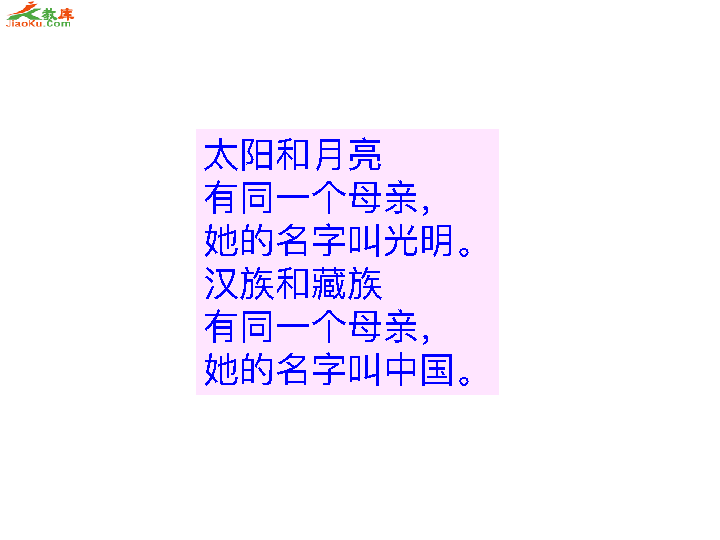 教库
JiaoKu.Com
太阳和月亮
有同一个母亲，
她的名字叫光明。
汉族和藏族
有同一个母亲，
她的名字叫中国。